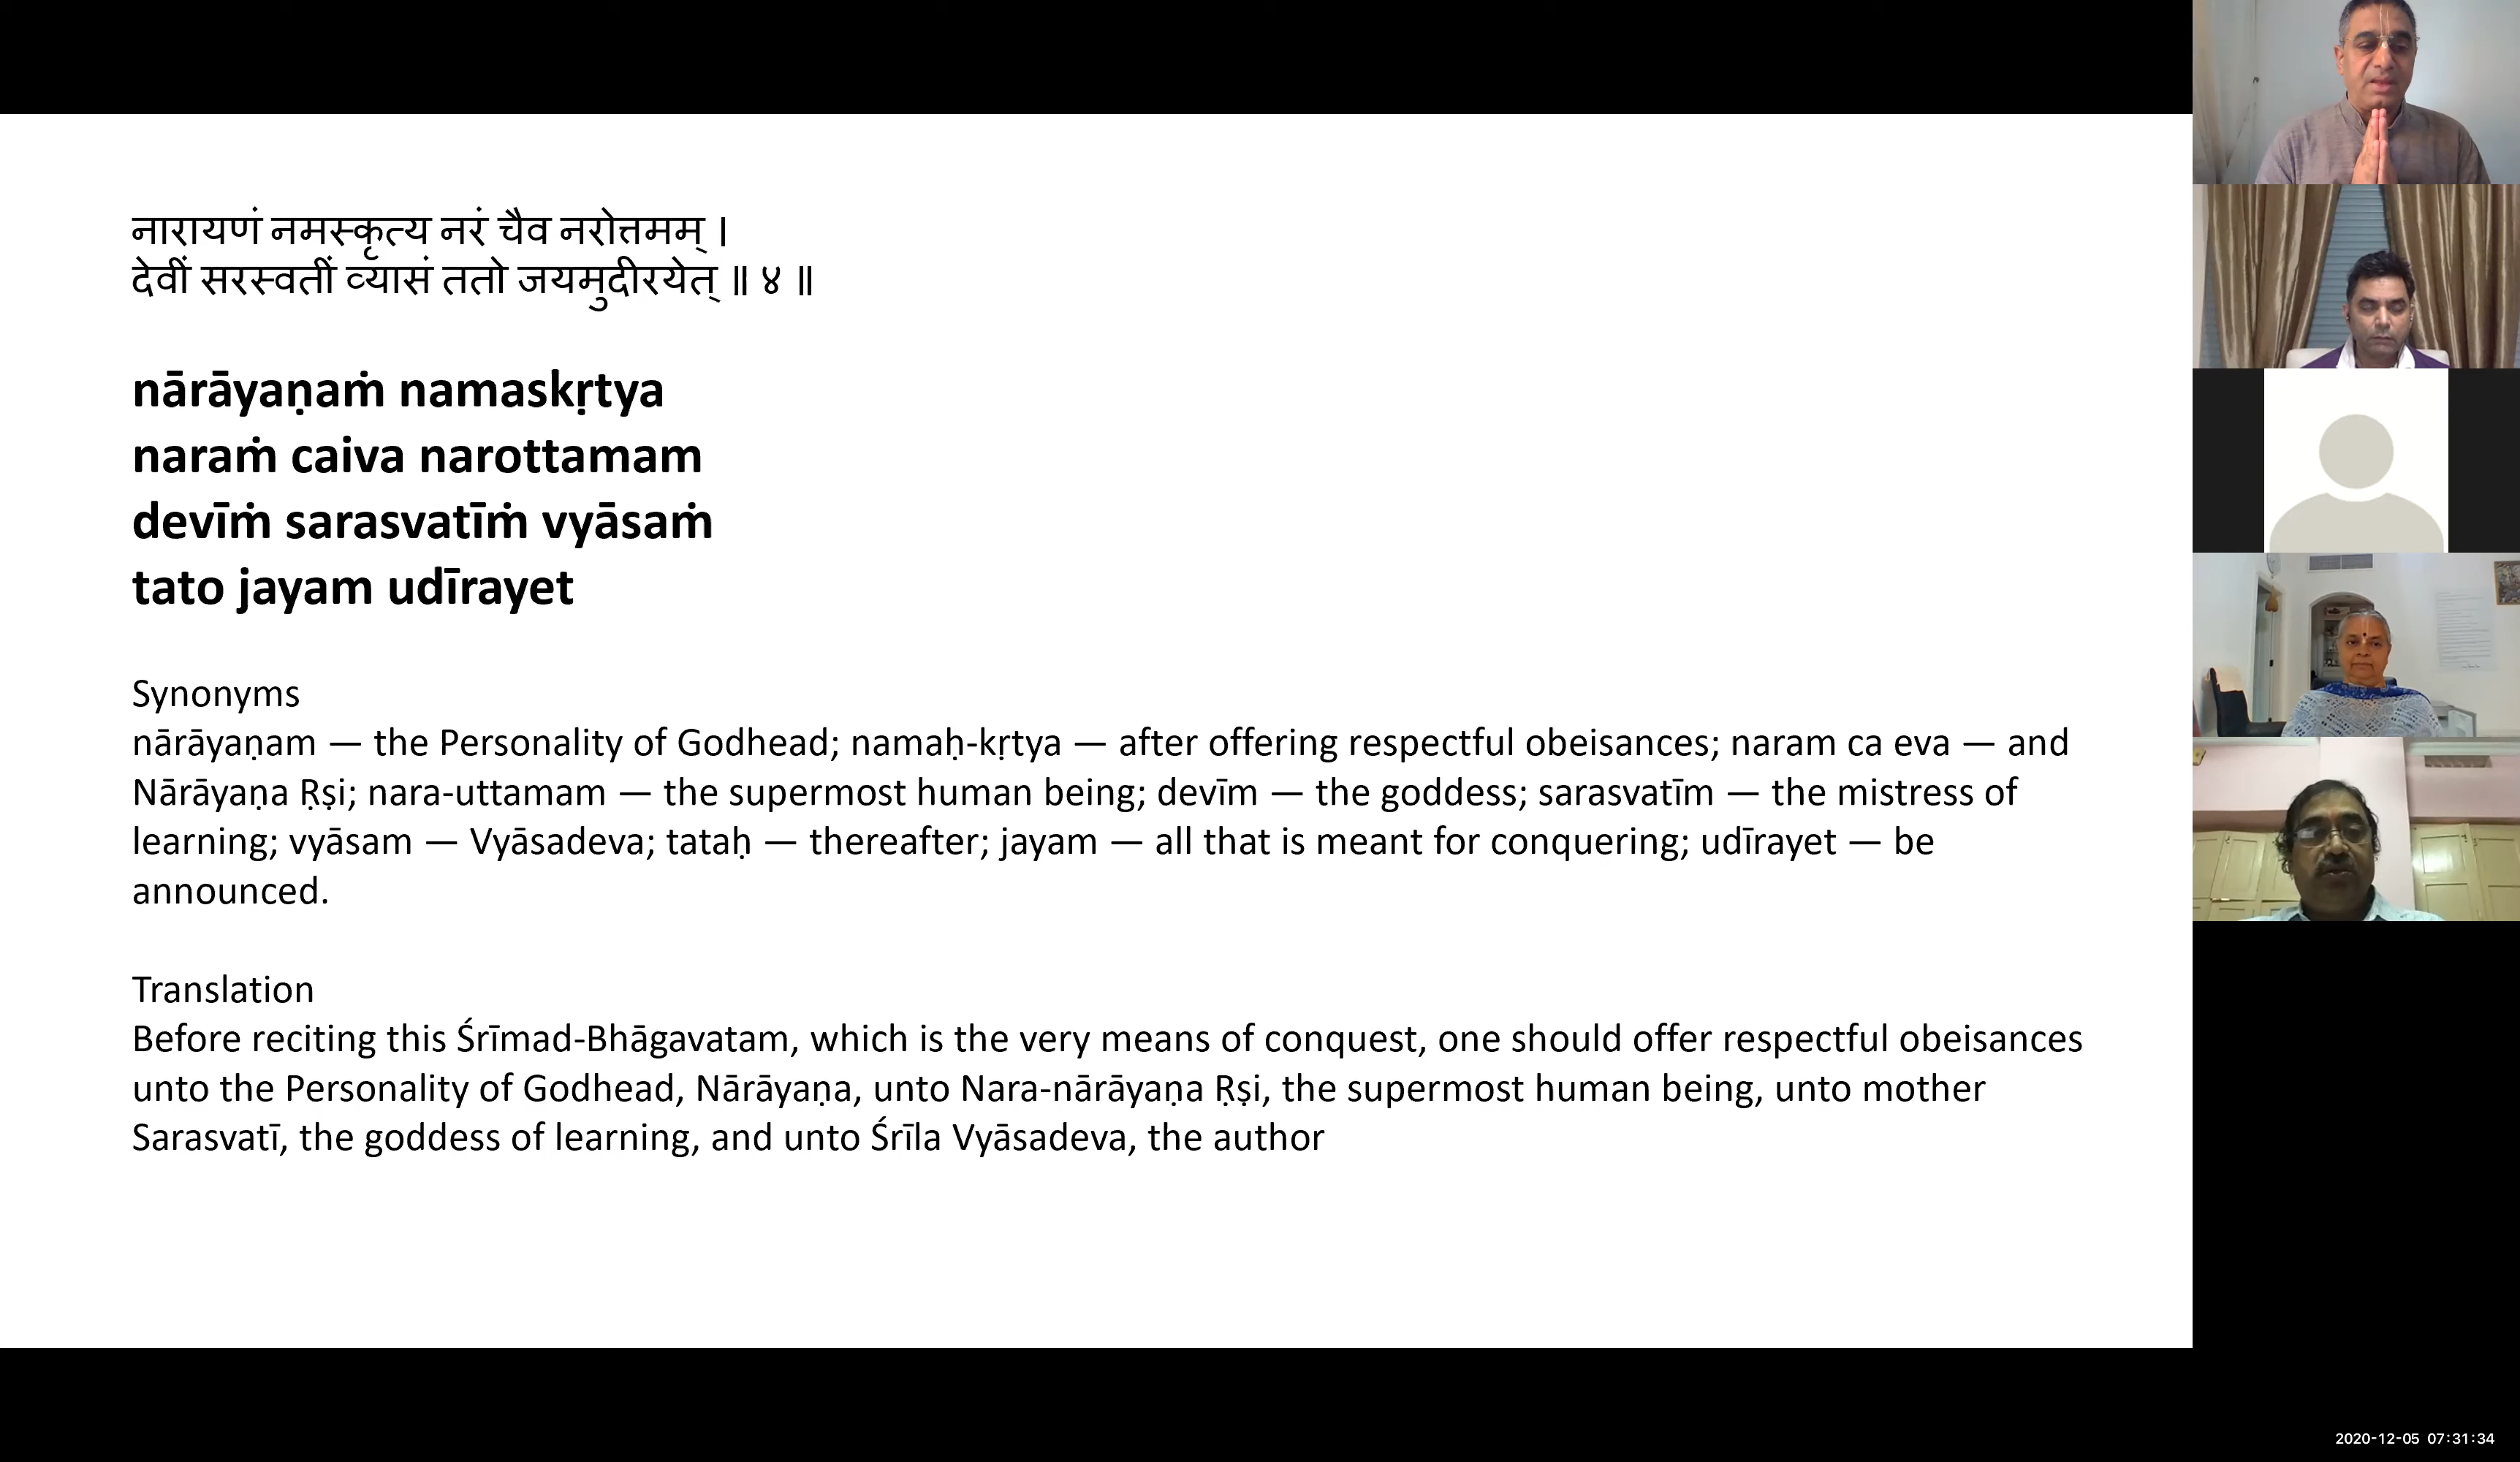 नारायणं नमस्कृत्य नरं चैव नरोत्तमम् ।
देवीं सरस्वतीं व्यासं ततो जयमुदीरयेत् ॥ ४ ॥
nārāyaṇaṁ namaskṛtya
naraṁ caiva narottamam
devīṁ sarasvatīṁ vyāsaṁ
tato jayam udīrayet
Synonyms
nārāyaṇam — the Personality of Godhead; namaḥ-kṛtya — after offering respectful obeisances; naram ca eva — and
Nārāyaṇa Ṛṣi; nara-uttamam — the supermost human being; devīm — the goddess; sarasvatīm — the mistress of
learning; vyāsam — Vyāsadeva; tataḥ — thereafter; jayam — all that is meant for conquering; udīrayet — be
announced.
Translation
Before reciting this Śrīmad-Bhāgavatam, which is the very means of conquest, one should offer respectful obeisances
unto the Personality of Godhead, Nārāyaṇa, unto Nara-nārāyaṇa Ṛṣi, the supermost human being, unto mother
Sarasvatī, the goddess of learning, and unto Śrīla Vyāsadeva, the author
2020-12-05 07:31:34